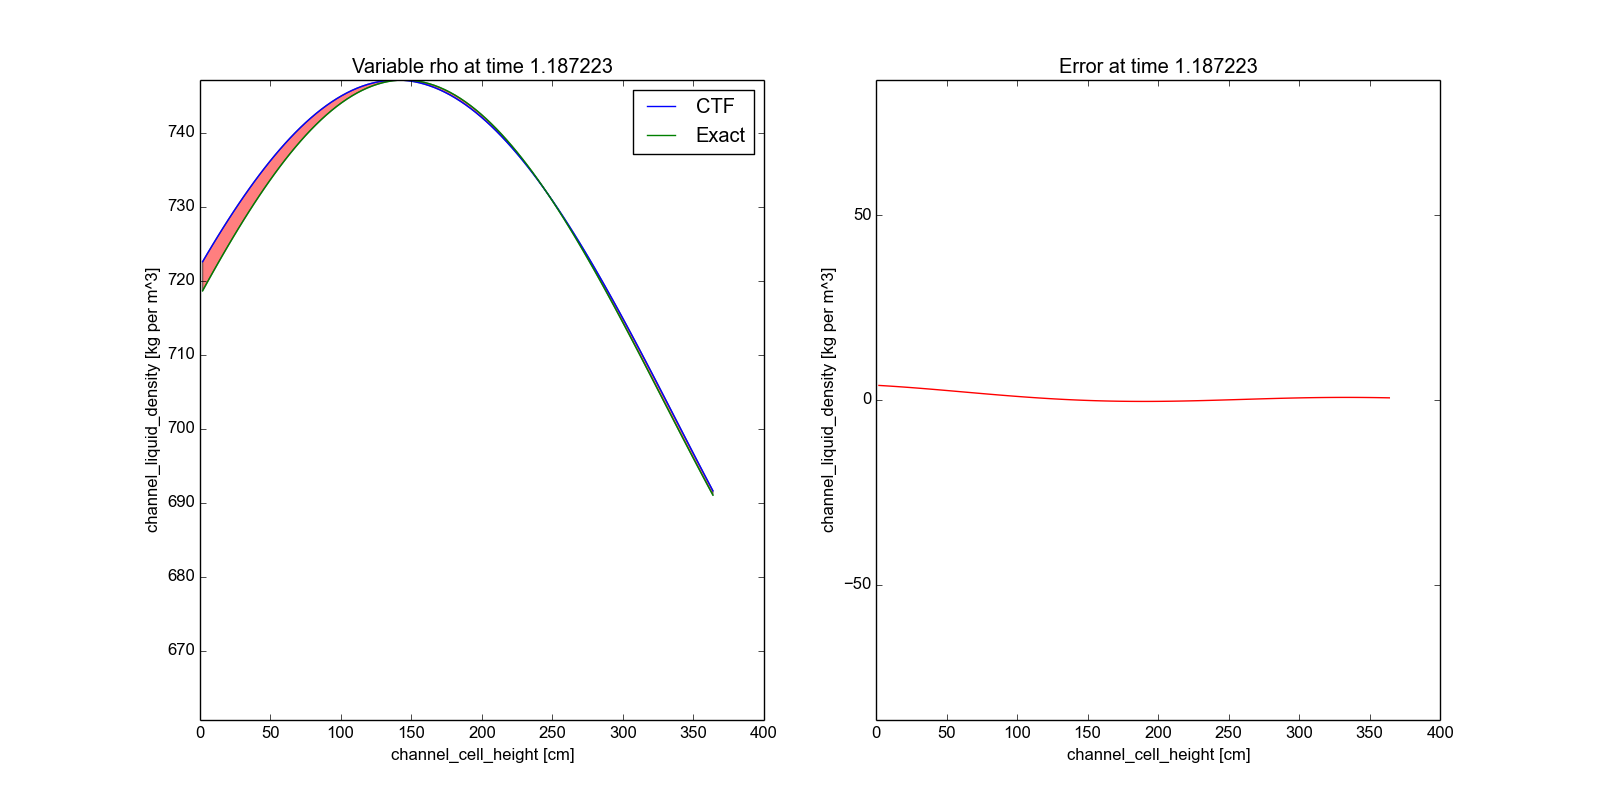 Variable rho at time 1.187223
CTF
Exact
740
730
720
710
700
690
680
670
channel_liquid_density [kg per m^3]
0 50 100 150 200 250 300 350 400
channel_cell_height [cm]
Error at time 1.187223
50
0
−50
channel_liquid_density [kg per m^3]
0 50 100 150 200 250 300 350 400
channel_cell_height [cm]